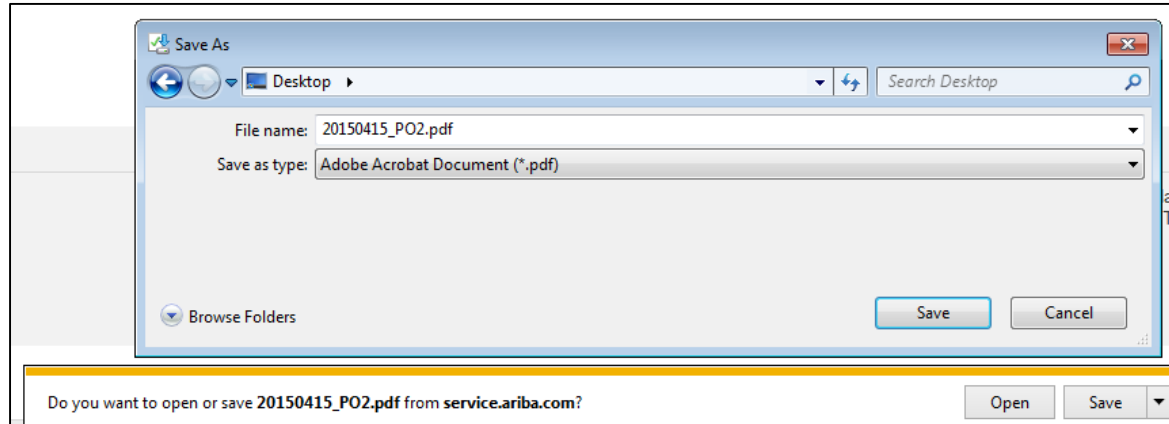 Save As
Desktop
Search Desktop
File name: 20150415_PO2.pdf
Save as type: Adobe Acrobat Document (*.pdf)
Browse Folders
Save Cancel
Do you want to open or save 20150415_PO2.pdf from service.ariba.com? Open Save